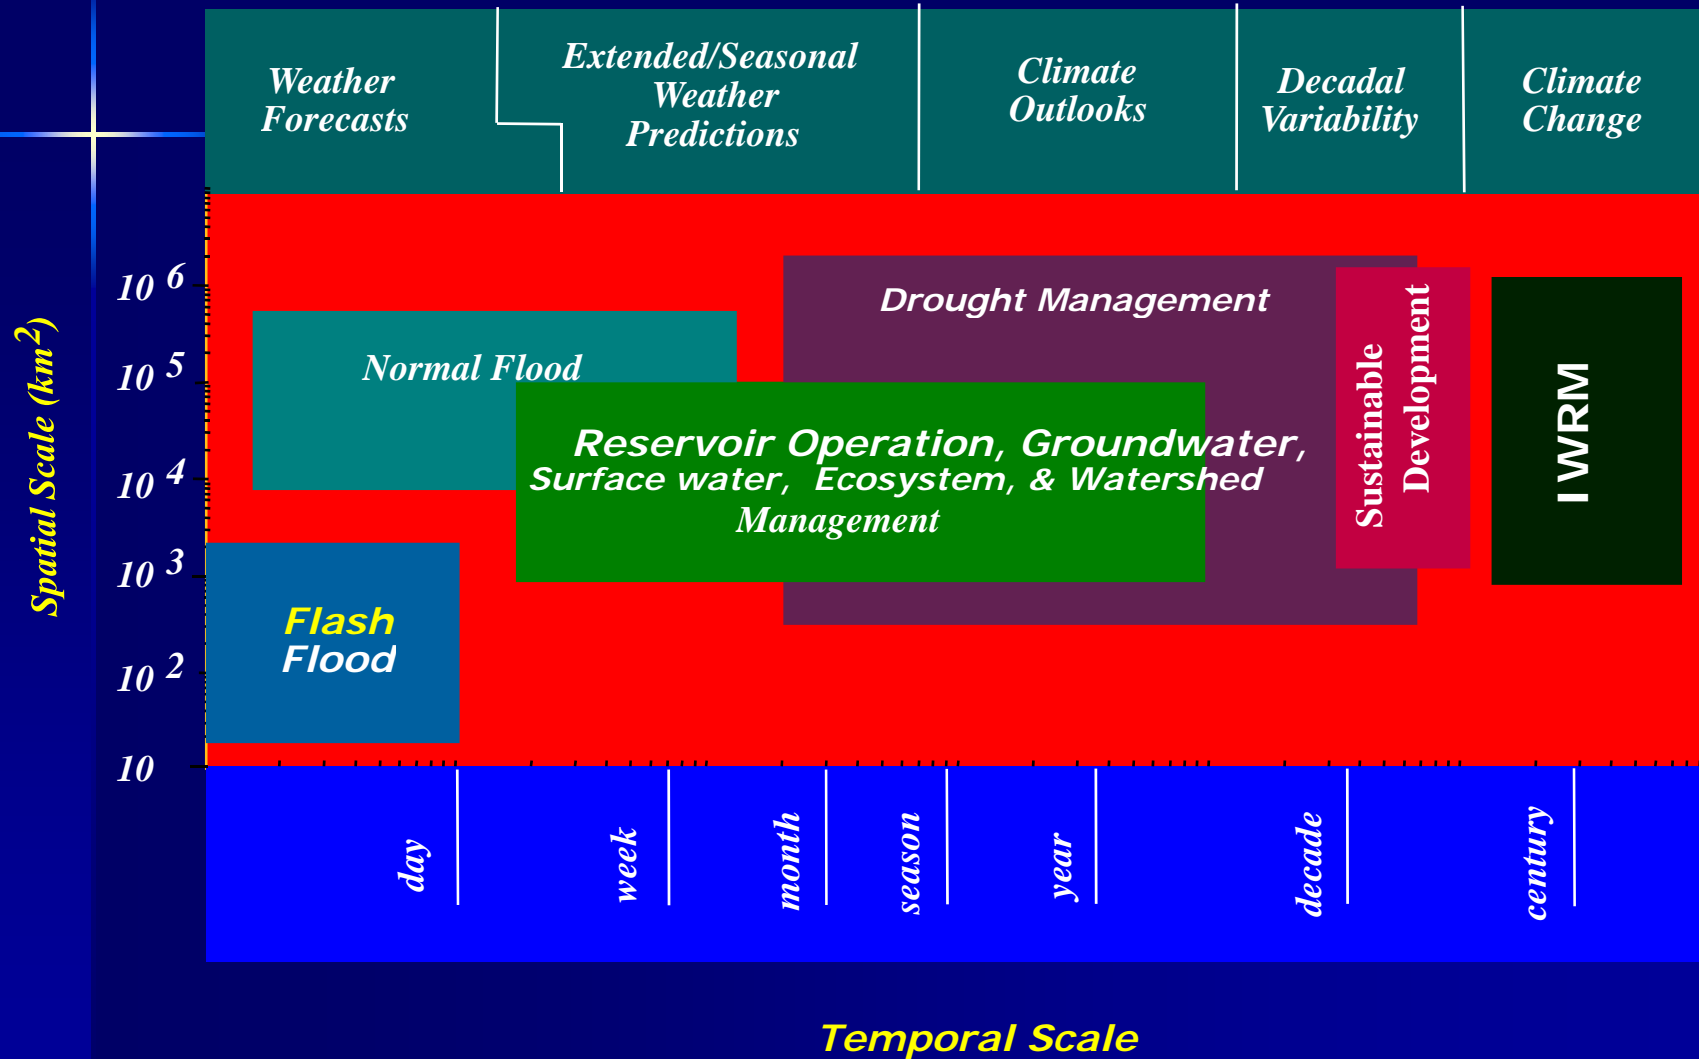 Weather
Forecasts
Extended/Seasonal
Weather
Predictions
Climate
Outlooks
Decadal
Variability
Climate
Change
Spatial Scale (km²)
10 6
10 5
10 4
10 3
10 2
10
Normal Flood
Drought Management
Reservoir Operation, Groundwater,
Surface water, Ecosystem, & Watershed
Management
Sustainable
Development
IWRM
Flash
Flood
day
week
month
season
year
decade
century
Temporal Scale